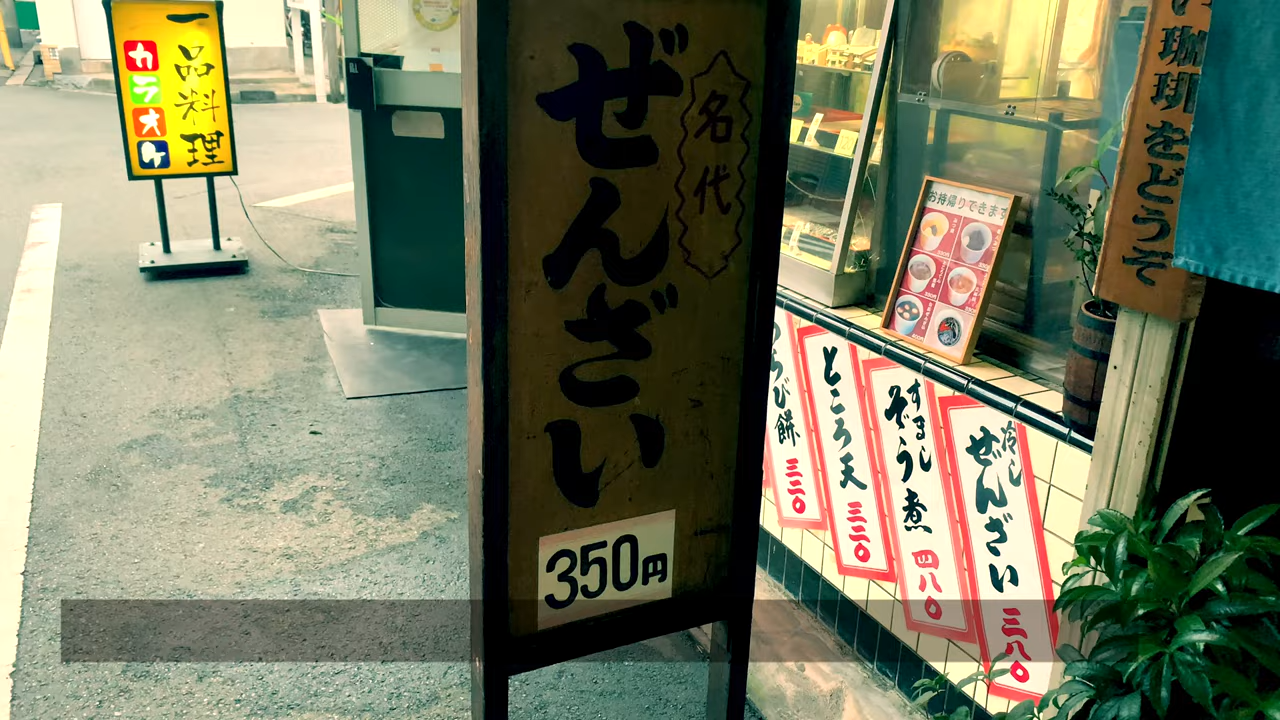 一品料理
カラオケ
名代
ぜんざい
350円
珈琲をどうぞ
お持帰りできます
らび餅
三三〇
ところ天
三三〇
すまし
ぞう煮
四八〇
冷し
ぜんざい
三八〇